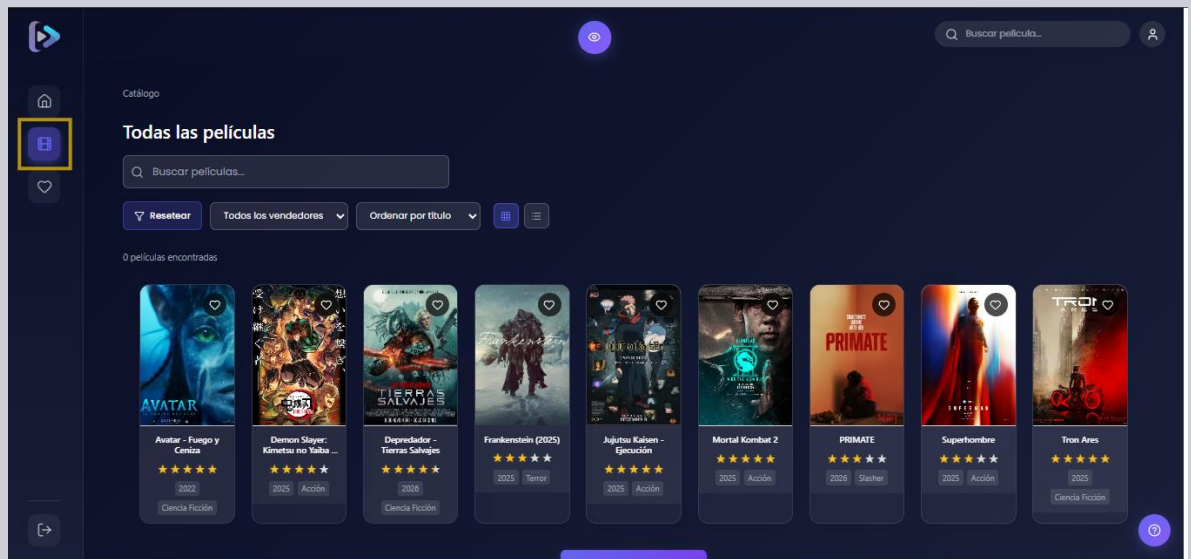 Buscar película...
Catálogo
Todas las películas
Buscar películas...
Resetear
Todos los vendedores
Ordenar por título
0 películas encontradas
AVATAR
TIERRAS
SALVAJES
Frankenstein
PRIMATE
SUPERMAN
TRON
ARES
Avatar - Fuego y
Ceniza
2022
Ciencia Ficción
Demon Slayer:
Kimetsu no Yaiba ...
2025 Acción
Depredador -
Tierras Salvajes
2026
Ciencia Ficción
Frankenstein (2025)
2025 Terror
Jujutsu Kaisen -
Ejecución
2025 Acción
Mortal Kombat 2
2025 Acción
PRIMATE
2026 Slasher
Superhombre
2025 Acción
Tron Ares
2025
Ciencia Ficción